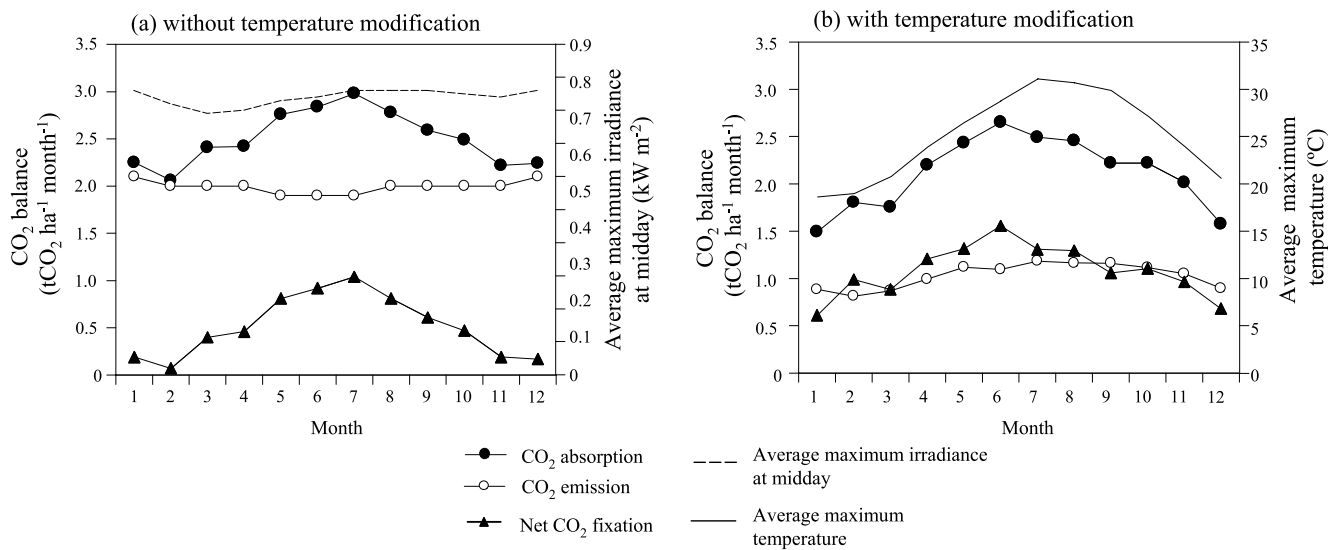 (a) without temperature modification
(b) with temperature modification
3.5
3.0
2.5
2.0
1.5
1.0
0.5
0
CO2 balance
(tCO2 ha-1 month-1)
0.9
0.8
0.7
0.6
0.5
0.4
0.3
0.2
0.1
0
Average maximum irradiance
at midday (kW m-2)
1 2 3 4 5 6 7 8 9 10 11 12
Month
3.5
3.0
2.5
2.0
1.5
1.0
0.5
0
CO2 balance
(tCO2 ha-1 month-1)
35
30
25
20
15
10
5
0
Average maximum
temperature (ºC)
1 2 3 4 5 6 7 8 9 10 11 12
Month
CO2 absorption
CO2 emission
Net CO2 fixation
Average maximum irradiance
at midday
Average maximum
temperature